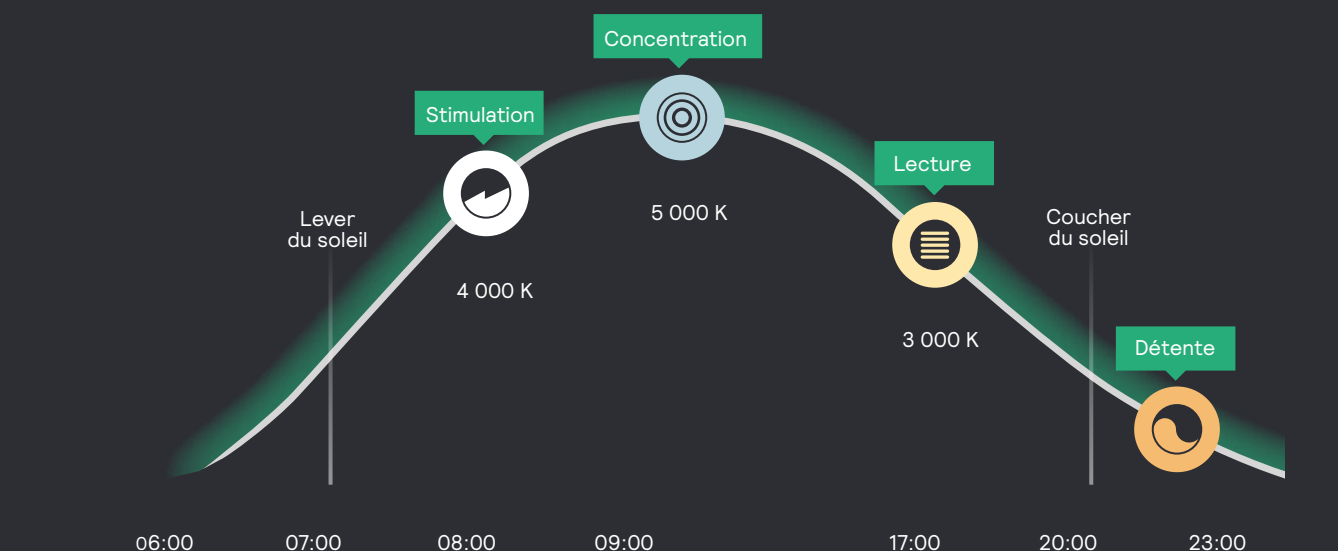 Concentration
Stimulation
Lecture
Lever
du soleil
5 000 K
Coucher
du soleil
4 000 K
3 000 K
Détente
06:00 07:00 08:00 09:00 17:00 20:00 23:00